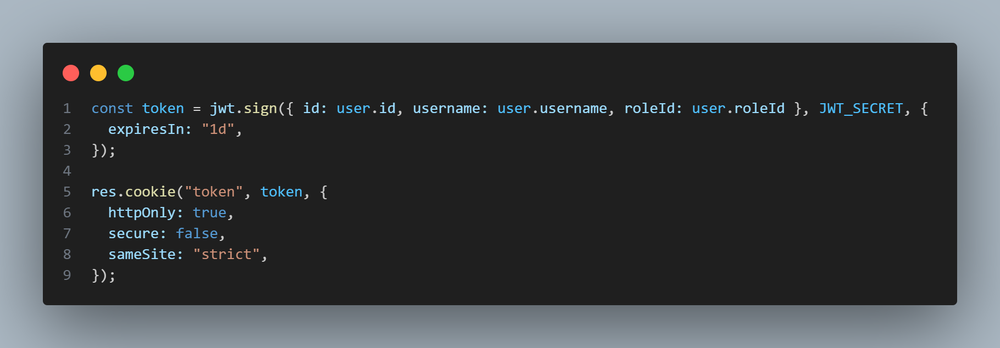 1 const token = jwt.sign({ id: user.id, username: user.username, roleId: user.roleId }, JWT_SECRET, {
2   expiresIn: "1d",
3 });
4
5 res.cookie("token", token, {
6   httpOnly: true,
7   secure: false,
8   sameSite: "strict",
9 });